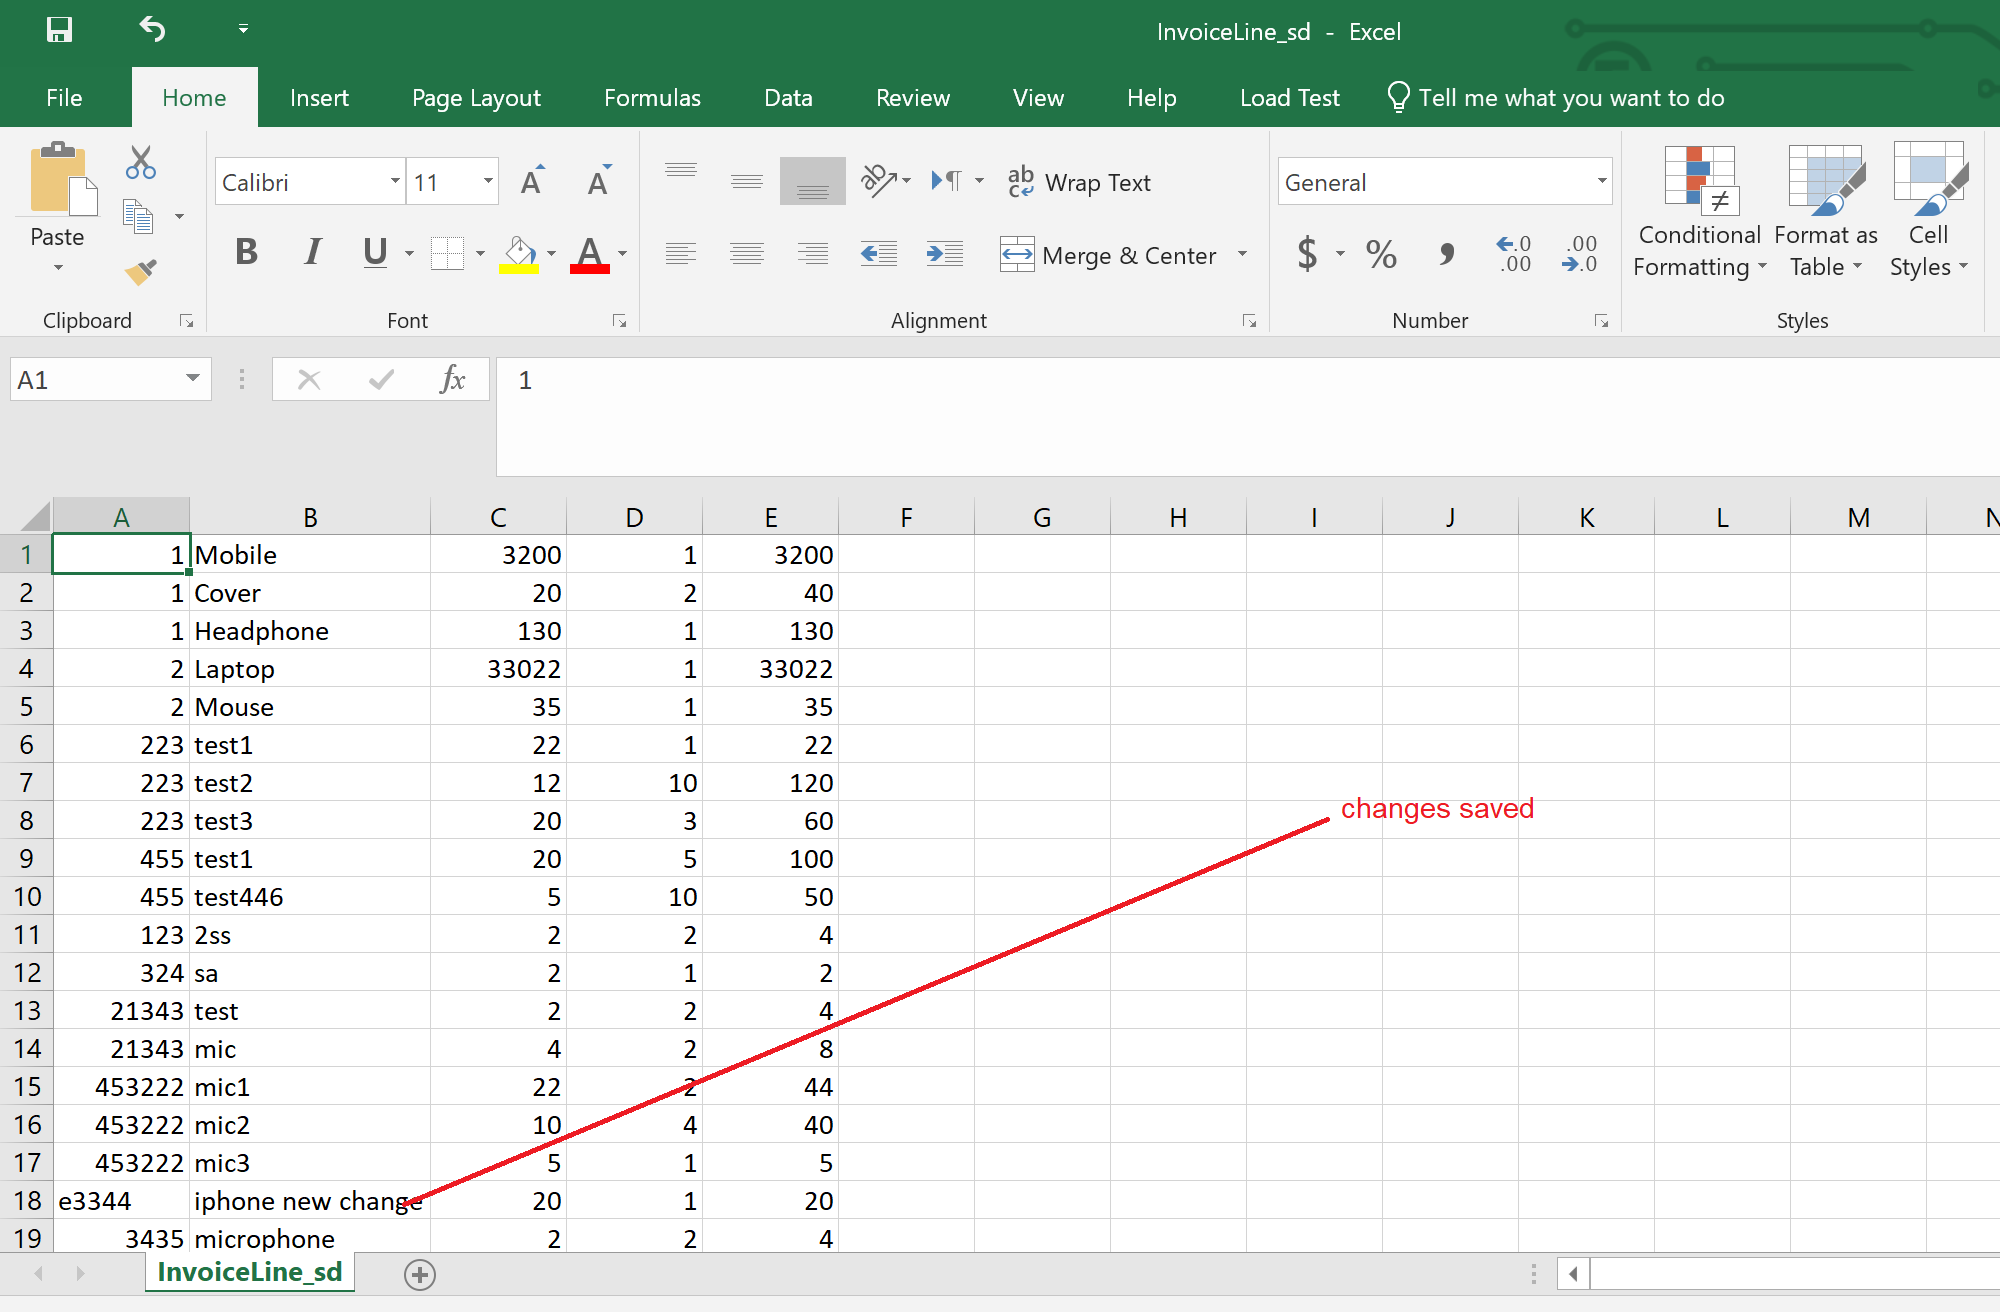 InvoiceLine_sd - Excel
File Home Insert Page Layout Formulas Data Review View Help Load Test Tell me what you want to do
Calibri 11 ab Wrap Text General
Paste B I U A $ % , Merge & Center Conditional Formatting Format as Table Cell Styles
Clipboard Font Alignment Number Styles
A1 fx 1
A B C D E F G H I J K L M N
1 1 Mobile 3200 1 3200
2 1 Cover 20 2 40
3 1 Headphone 130 1 130
4 2 Laptop 33022 1 33022
5 2 Mouse 35 1 35
6 223 test1 22 1 22
7 223 test2 12 10 120
changes saved
8 223 test3 20 3 60
9 455 test1 20 5 100
10 455 test446 5 10 50
11 123 2ss 2 2 4
12 324 sa 2 1 2
13 21343 test 2 2 4
14 21343 mic 4 2 8
15 453222 mic1 22 2 44
16 453222 mic2 10 4 40
17 453222 mic3 5 1 5
18 e3344 iphone new change 20 1 20
19 3435 microphone 2 2 4
InvoiceLine_sd